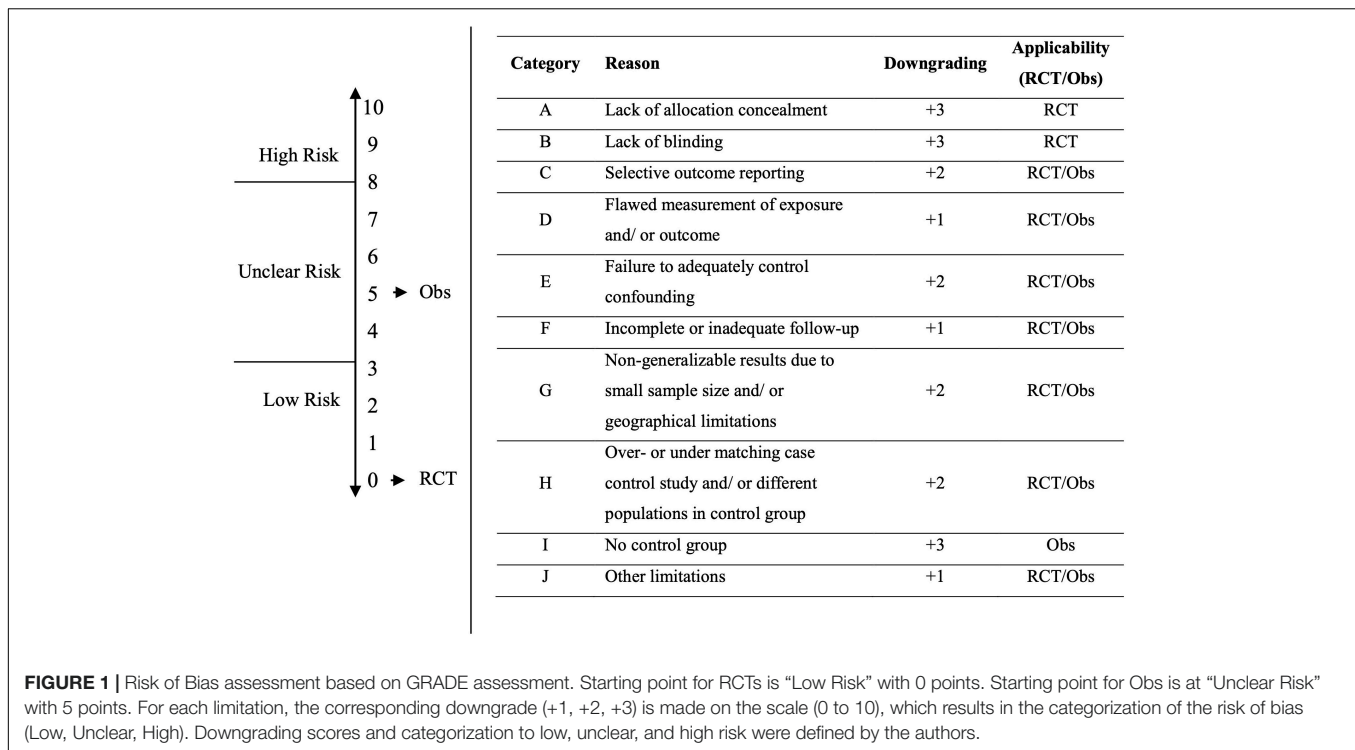 10
9
High Risk
8
7
6
Unclear Risk
5 Obs
4
3
Low Risk
2
1
0 RCT
Applicability
Category Reason Downgrading
(RCT/Obs)
A Lack of allocation concealment +3 RCT
B Lack of blinding +3 RCT
C Selective outcome reporting +2 RCT/Obs
Flawed measurement of exposure
D +1 RCT/Obs
and/ or outcome
Failure to adequately control
E +2 RCT/Obs
confounding
F Incomplete or inadequate follow-up +1 RCT/Obs
Non-generalizable results due to
G small sample size and/ or +2 RCT/Obs
geographical limitations
Over- or under matching case
H control study and/ or different +2 RCT/Obs
populations in control group
I No control group +3 Obs
J Other limitations +1 RCT/Obs
FIGURE 1 | Risk of Bias assessment based on GRADE assessment. Starting point for RCTs is “Low Risk” with 0 points. Starting point for Obs is at “Unclear Risk”
with 5 points. For each limitation, the corresponding downgrade (+1, +2, +3) is made on the scale (0 to 10), which results in the categorization of the risk of bias
(Low, Unclear, High). Downgrading scores and categorization to low, unclear, and high risk were defined by the authors.